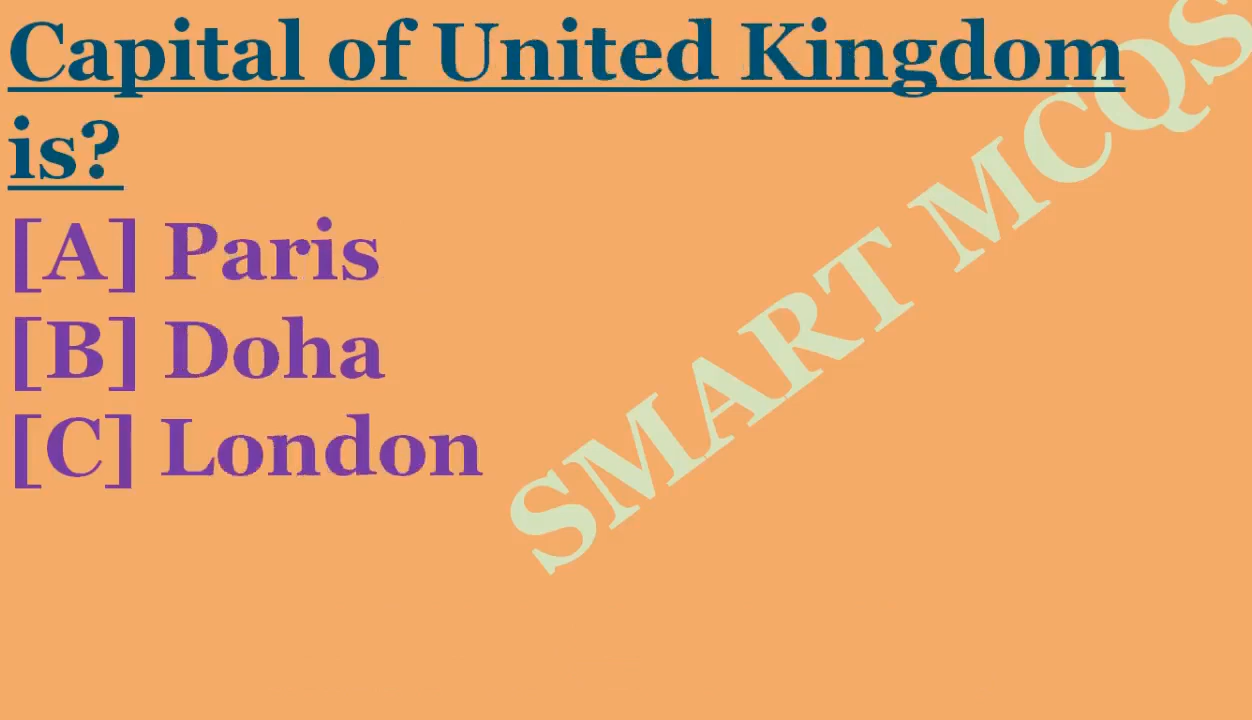 Capital of United Kingdom
is?
[A] Paris
[B] Doha
[C] London
SMART MCQS